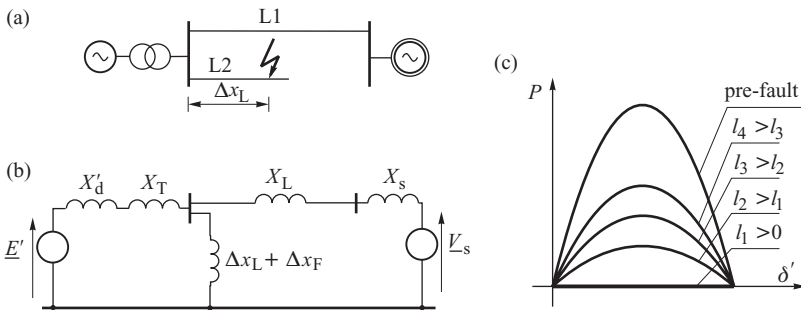 (a)
L1
L2
Δx_L
(b)
X′_d
X_T
X_L
X_s
E′
Δx_L + Δx_F
V_s
(c)
P
pre-fault
l_4 > l_3
l_3 > l_2
l_2 > l_1
l_1 > 0
δ′